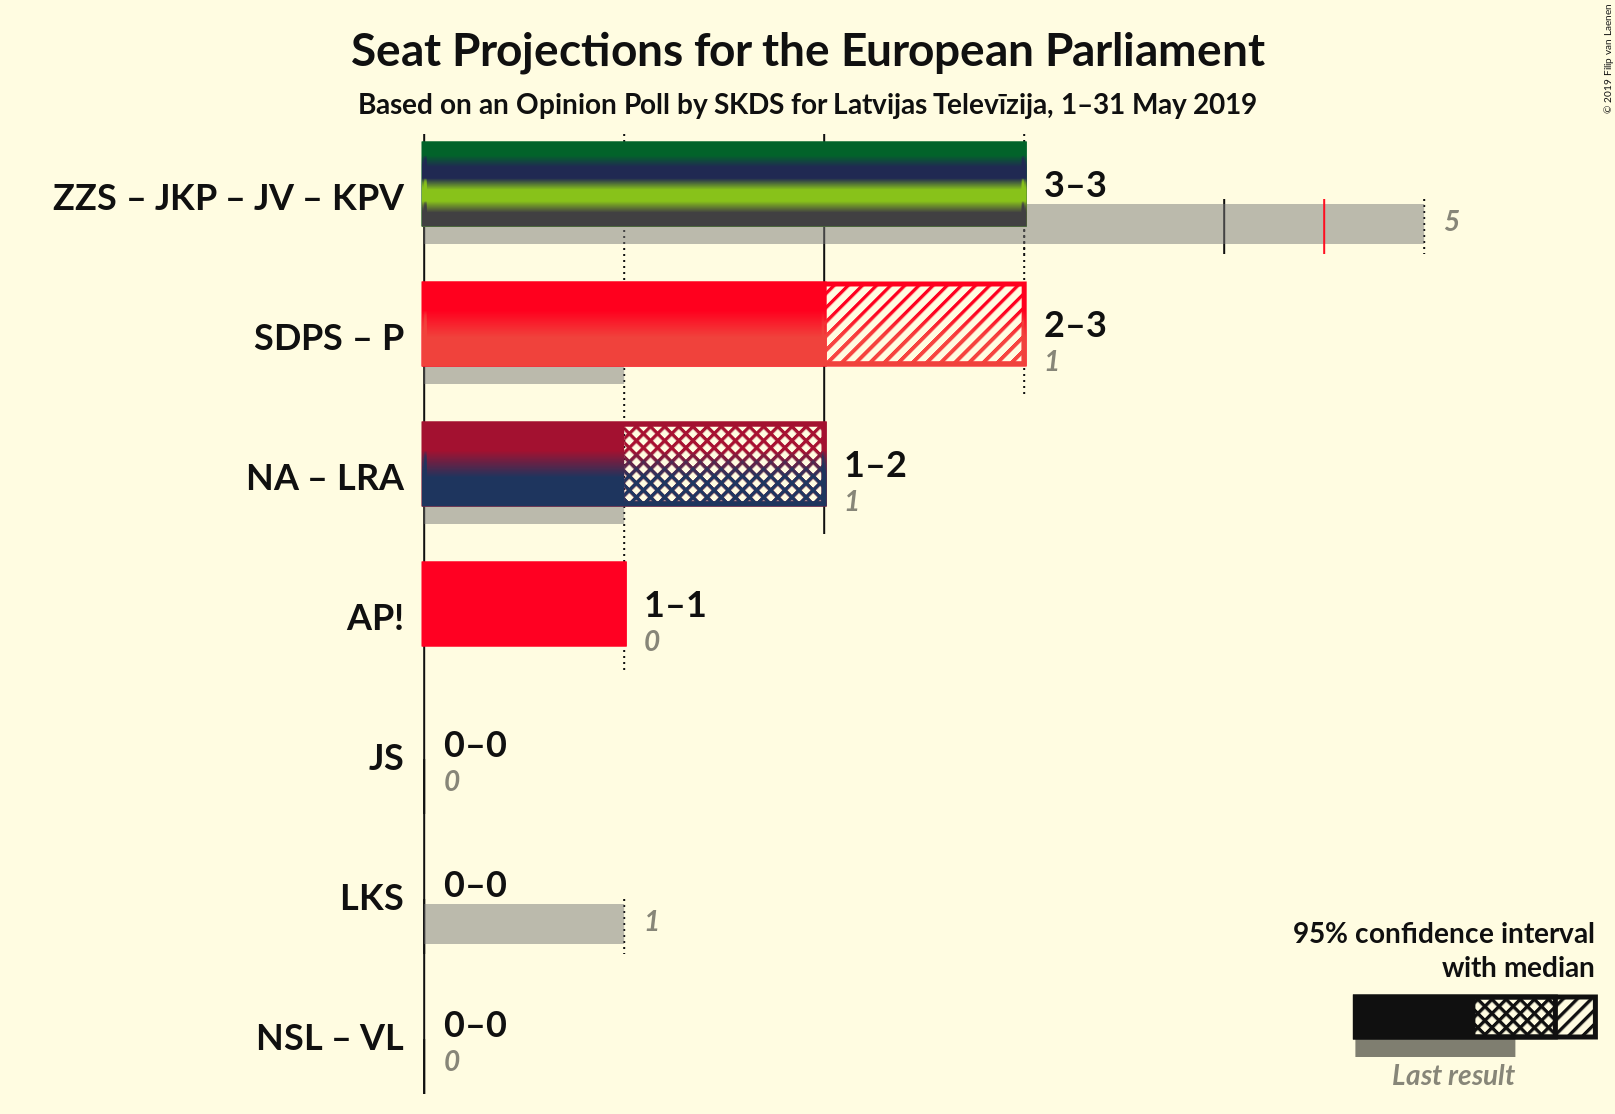 Seat Projections for the European Parliament
Based on an Opinion Poll by SKDS for Latvijas Televīzija, 1–31 May 2019
© 2019 Filip van Laenen
ZZS – JKP – JV – KPV
3–3
5
SDPS – P
2–3
1
NA – LRA
1–2
1
AP!
1–1
0
JS
0–0
0
LKS
0–0
1
NSL – VL
0–0
0
95% confidence interval
with median
Last result